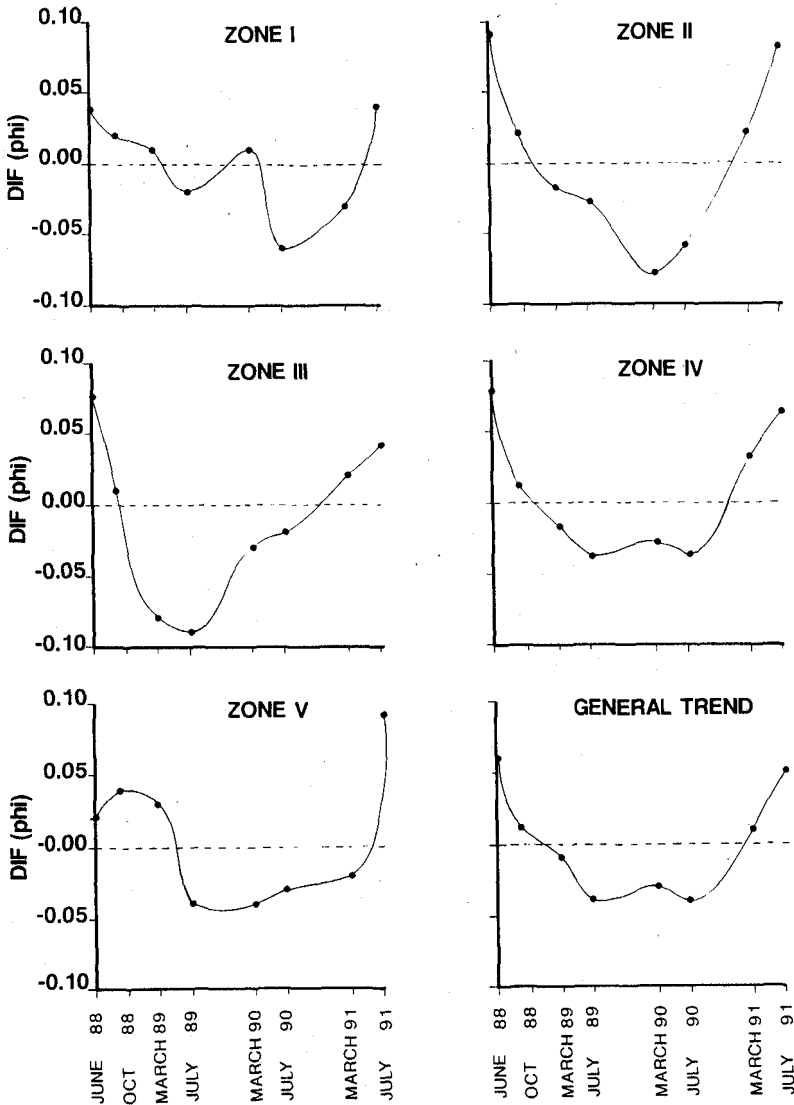 ZONE I
ZONE II
DIF (phi)
0.10
0.05
0.00
-0.05
-0.10
ZONE III
ZONE IV
DIF (phi)
0.10
0.05
0.00
-0.05
-0.10
ZONE V
GENERAL TREND
DIF (phi)
0.10
0.05
-0.00
-0.05
-0.10
JUNE 88
OCT 88
MARCH 89
JULY 89
MARCH 90
JULY 90
MARCH 91
JULY 91
JUNE 88
OCT 88
MARCH 89
JULY 89
MARCH 90
JULY 90
MARCH 91
JULY 91